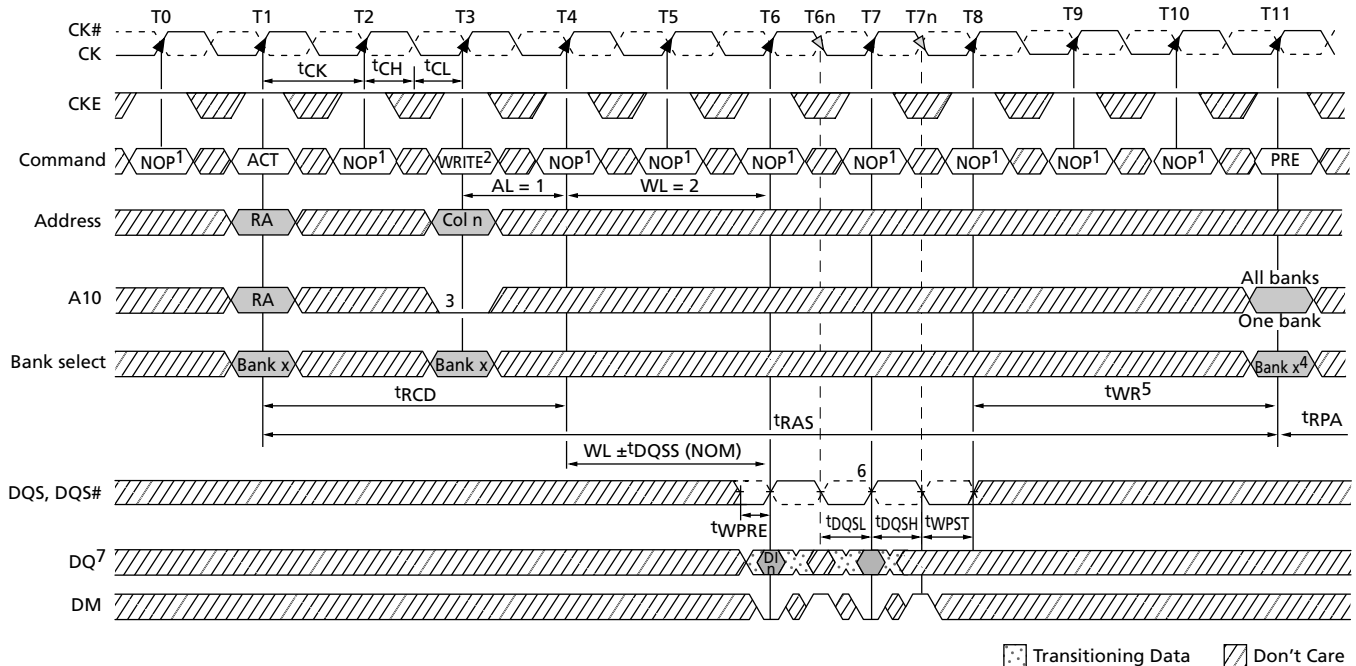 T0 T1 T2 T3 T4 T5 T6 T6n T7 T7n T8 T9 T10 T11
CK#
CK
tCK tCH tCL
CKE
Command NOP1 ACT NOP1 WRITE2 NOP1 NOP1 NOP1 NOP1 NOP1 NOP1 NOP1 PRE
AL = 1 WL = 2
Address RA Col n
All banks
A10 RA 3
One bank
Bank select Bank x Bank x Bank x4
tRCD tWR5
tRAS tRPA
WL ±tDQSS (NOM)
6
DQS, DQS#
tWPRE tDQSL tDQSH tWPST
DQ7 DI
n
DM
Transitioning Data Don't Care